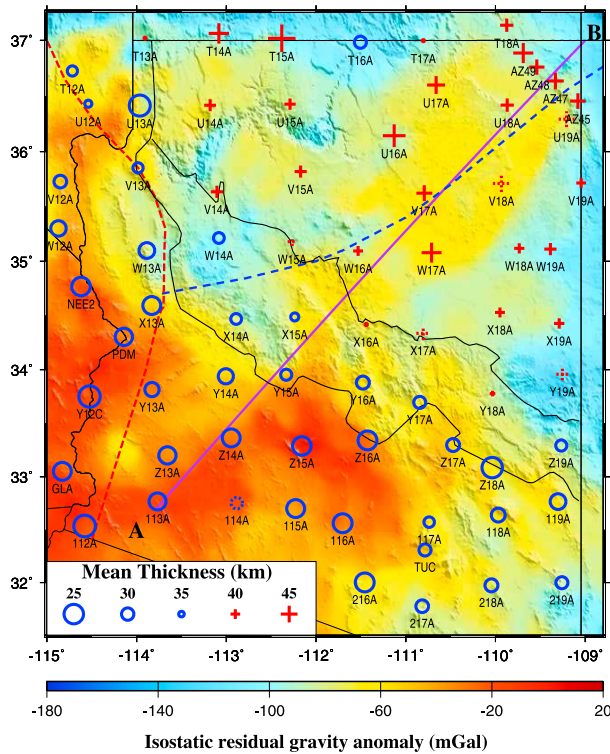 B
37°
T13A
T14A
T15A
T16A
T17A
T18A
AZ49
AZ48
AZ47
AZ45
T12A
U12A
U13A
U14A
U15A
U17A
U18A
U19A
36°
U16A
V12A
V13A
V14A
V15A
V17A
V18A
V19A
W12A
W13A
W14A
W15A
W16A
W17A
W18A
W19A
35°
NEE2
X13A
X14A
X15A
X16A
X17A
X18A
X19A
34°
PDM
Y12C
Y13A
Y14A
Y15A
Y16A
Y17A
Y18A
Y19A
33°
GLA
Z13A
Z14A
Z15A
Z16A
Z17A
Z18A
Z19A
112A
A
113A
114A
115A
116A
117A
118A
119A
TUC
32°
216A
217A
218A
219A
Mean Thickness (km)
25 30 35 40 45
-115 -114 -113 -112 -111 -110 -109
-180 -140 -100 -60 -20 20
Isostatic residual gravity anomaly (mGal)